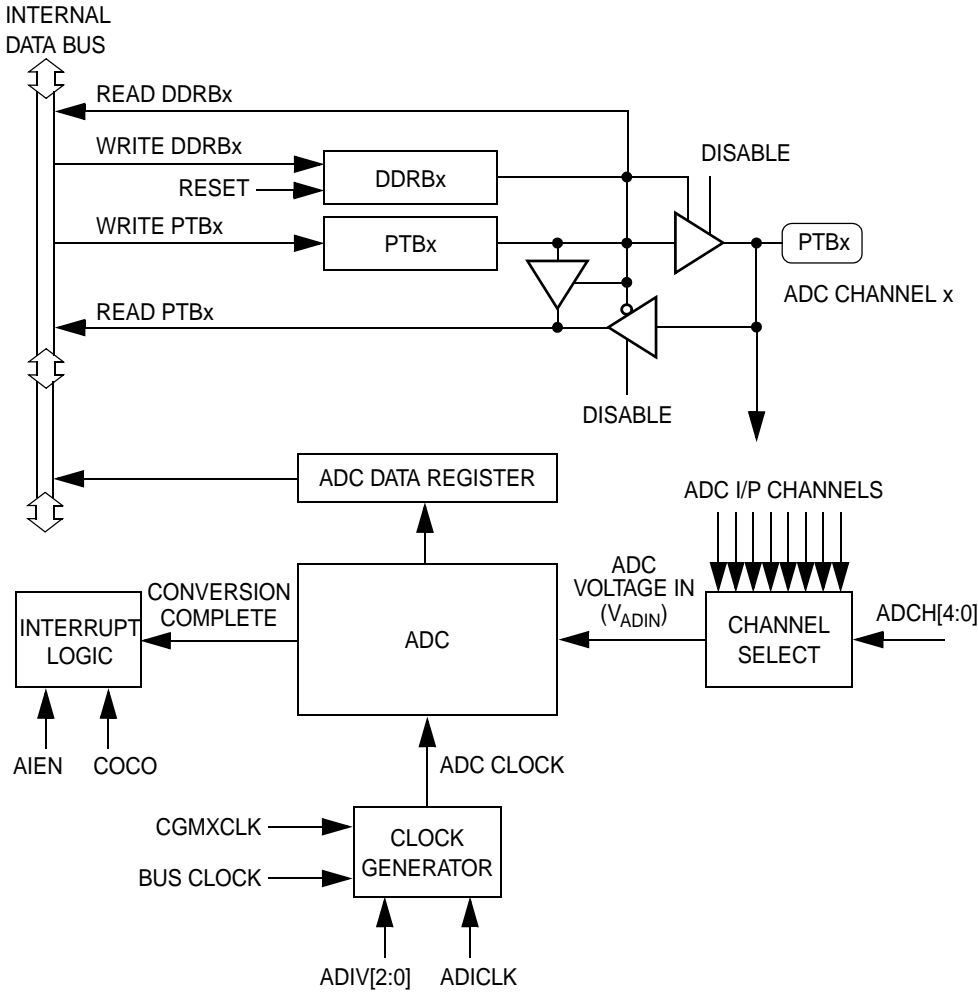 INTERNAL
DATA BUS
READ DDRBx
WRITE DDRBx
DISABLE
DDRBx
RESET
WRITE PTBx
PTBx
PTBx
ADC CHANNEL x
READ PTBx
DISABLE
ADC DATA REGISTER
ADC I/P CHANNELS
CONVERSION
COMPLETE
ADC
VOLTAGE IN
(VADIN)
INTERRUPT
LOGIC
ADC
CHANNEL
SELECT
ADCH[4:0]
AIEN
COCO
ADC CLOCK
CGMXCLK
CLOCK
GENERATOR
BUS CLOCK
ADIV[2:0]
ADICLK